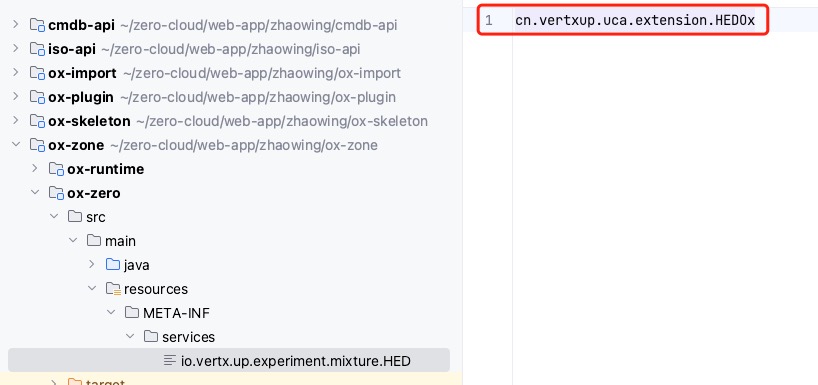 cmdb-api ~/zero-cloud/web-app/zhaowing/cmdb-api
iso-api ~/zero-cloud/web-app/zhaowing/iso-api
ox-import ~/zero-cloud/web-app/zhaowing/ox-import
ox-plugin ~/zero-cloud/web-app/zhaowing/ox-plugin
ox-skeleton ~/zero-cloud/web-app/zhaowing/ox-skeleton
ox-zone ~/zero-cloud/web-app/zhaowing/ox-zone
ox-runtime
ox-zero
src
main
java
resources
META-INF
services
io.vertx.up.experiment.mixture.HED
target
1 cn.vertxup.uca.extension.HEDOx